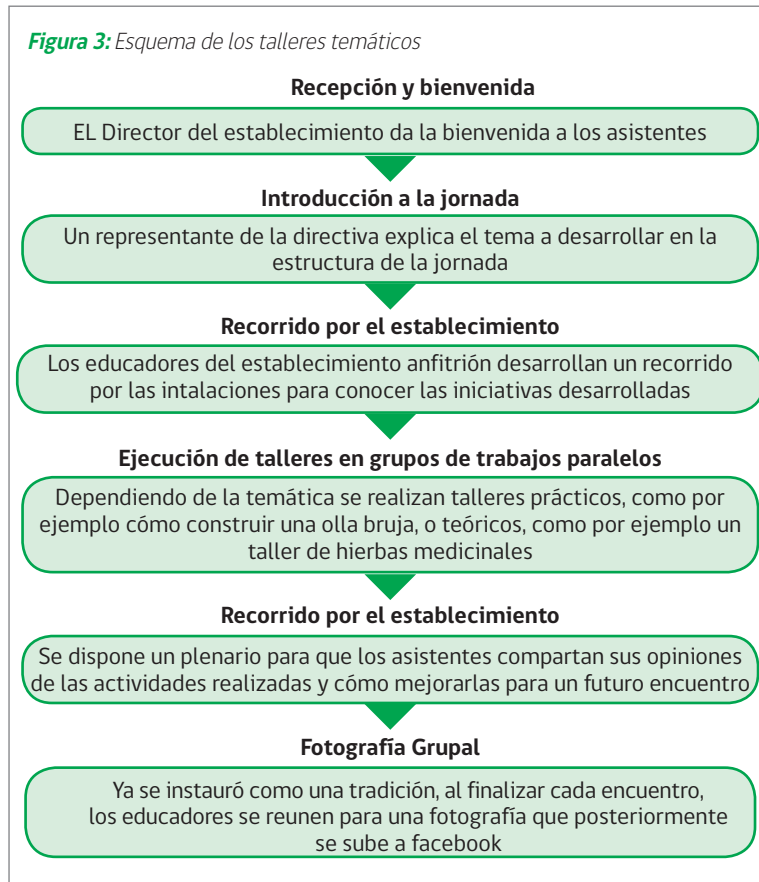 Figura 3: Esquema de los talleres temáticos
Recepción y bienvenida
EL Director del establecimiento da la bienvenida a los asistentes
Introducción a la jornada
Un representante de la directiva explica el tema a desarrollar en la
estructura de la jornada
Recorrido por el establecimiento
Los educadores del establecimiento anfitrión desarrollan un recorrido
por las intalaciones para conocer las iniciativas desarrolladas
Ejecución de talleres en grupos de trabajos paralelos
Dependiendo de la temática se realizan talleres prácticos, como por
ejemplo cómo construir una olla bruja, o teóricos, como por ejemplo un
taller de hierbas medicinales
Recorrido por el establecimiento
Se dispone un plenario para que los asistentes compartan sus opiniones
de las actividades realizadas y cómo mejorarlas para un futuro encuentro
Fotografía Grupal
Ya se instauró como una tradición, al finalizar cada encuentro,
los educadores se reunen para una fotografía que posteriormente
se sube a facebook